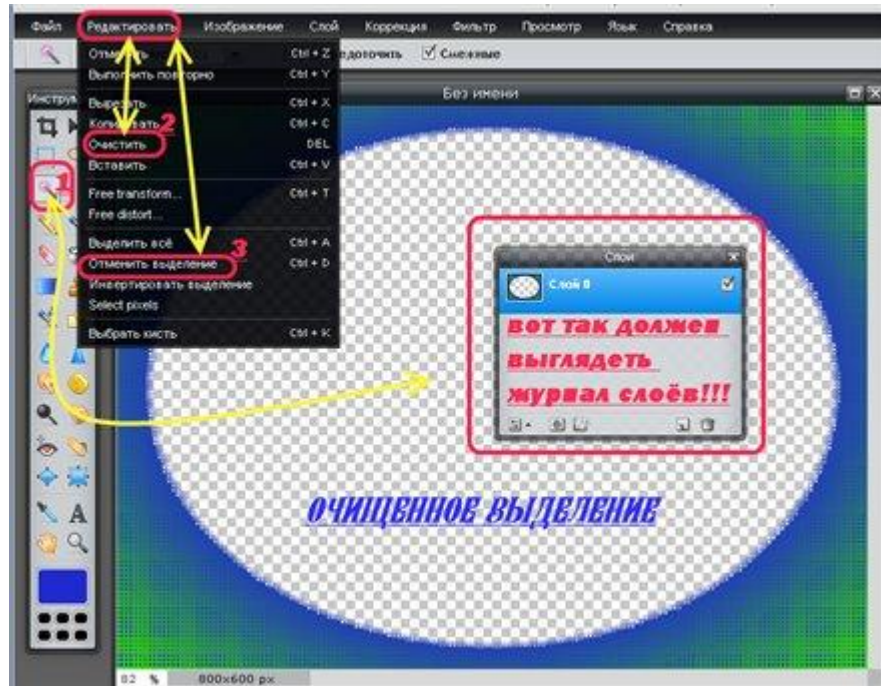 Файл Редактировать Изображение Слой Коррекция Фильтр Просмотр Язык Справка
Смежные
Отменить Ctrl + Z
Выполнить повторно Ctrl + Y
Вырезать Ctrl + X
Копировать Ctrl + C
Очистить DEL
Вставить Ctrl + V
Free transform... Ctrl + T
Free distort...
Выделить всё Ctrl + A
Отменить выделение Ctrl + D
Инвертировать выделение
Select pixels
Выбрать кисть Ctrl + K
1
2
3
Без имени
Слои
Слой 0
вот так должен
выглядеть
журнал слоёв!!!
ОЧИЩЕННОЕ ВЫДЕЛЕНИЕ
82 % 800x600 px